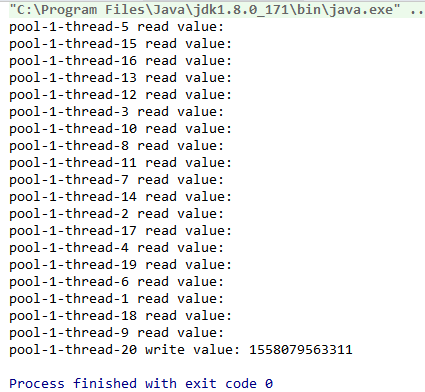 "C:\Program Files\Java\jdk1.8.0_171\bin\java.exe" ..
pool-1-thread-5 read value:
pool-1-thread-15 read value:
pool-1-thread-16 read value:
pool-1-thread-13 read value:
pool-1-thread-12 read value:
pool-1-thread-3 read value:
pool-1-thread-10 read value:
pool-1-thread-8 read value:
pool-1-thread-11 read value:
pool-1-thread-7 read value:
pool-1-thread-14 read value:
pool-1-thread-2 read value:
pool-1-thread-17 read value:
pool-1-thread-4 read value:
pool-1-thread-19 read value:
pool-1-thread-6 read value:
pool-1-thread-1 read value:
pool-1-thread-18 read value:
pool-1-thread-9 read value:
pool-1-thread-20 write value: 1558079563311
Process finished with exit code 0